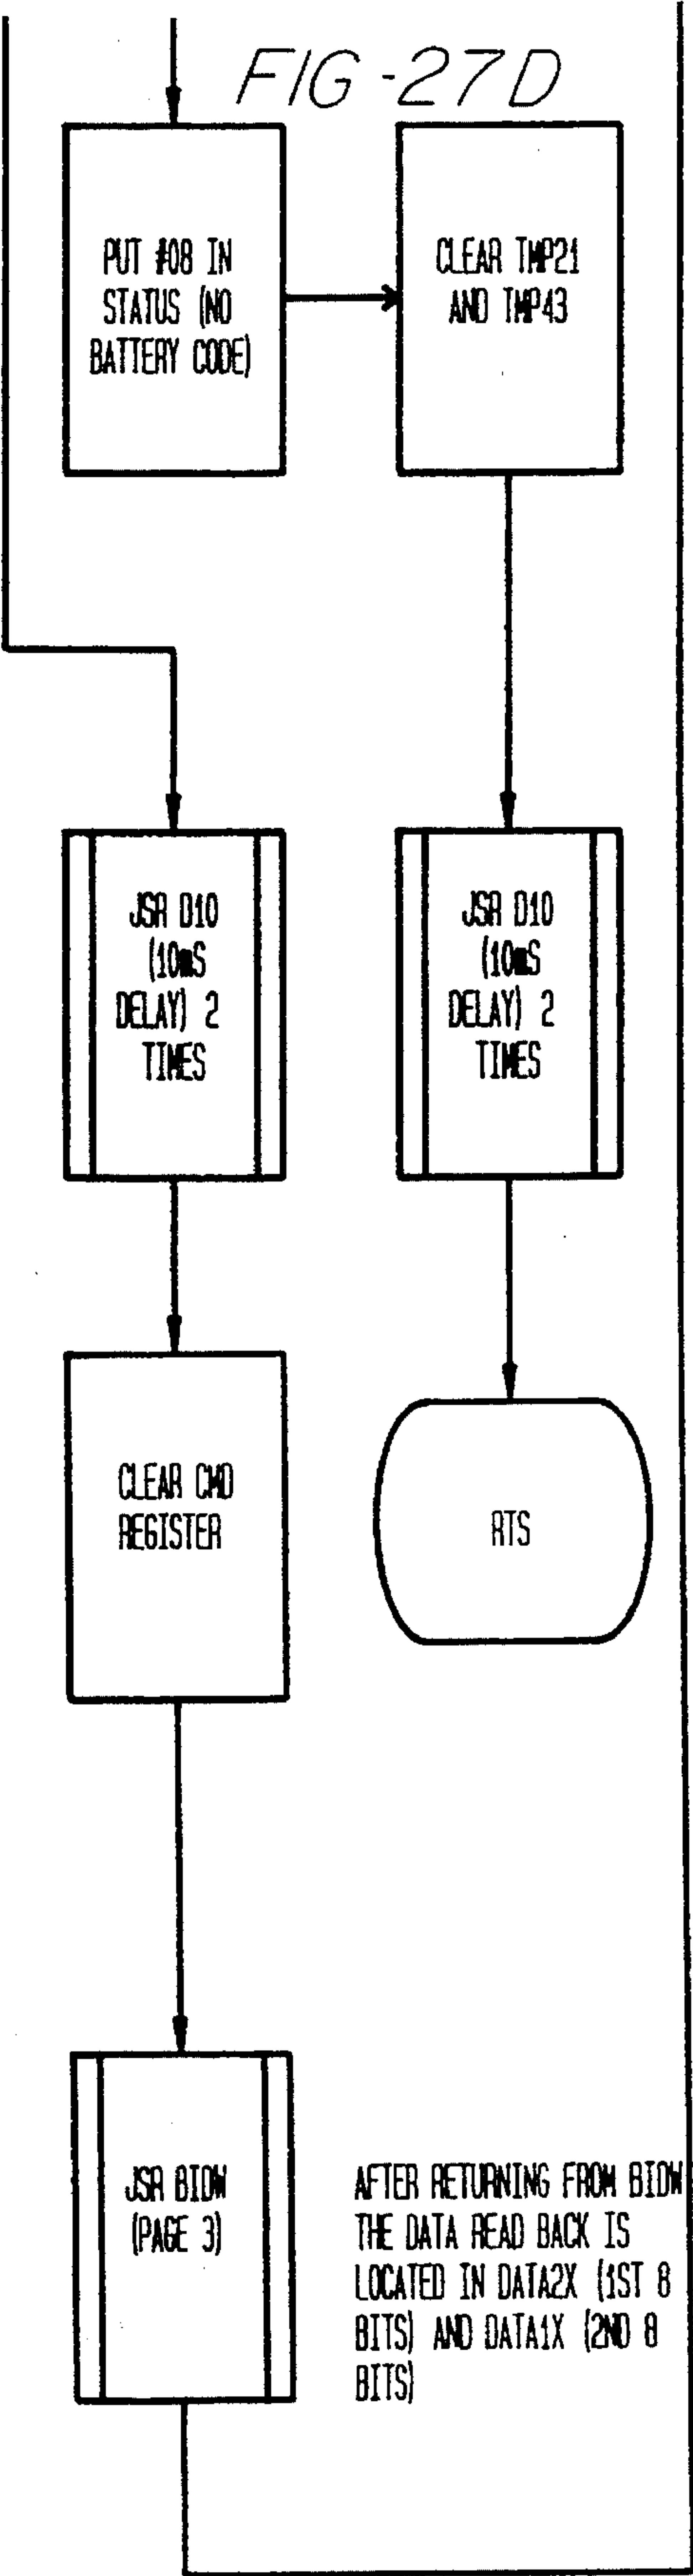 FIG-27D
PUT #08 IN
STATUS (NO
BATTERY CODE)
CLEAR TMP21
AND TMP43
JSR D10
(10mS
DELAY) 2
TIMES
JSR D10
(10mS
DELAY) 2
TIMES
CLEAR CMD
REGISTER
RTS
JSR BIDW
(PAGE 3)
AFTER RETURNING FROM BIDW
THE DATA READ BACK IS
LOCATED IN DATA2X (1ST 8
BITS) AND DATA1X (2ND 8
BITS)